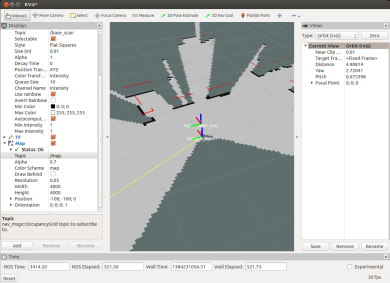 RViz*
Interact
Move Camera
Select
Focus Camera
Measure
2D Pose Estimate
2D Nav Goal
Publish Point
Displays
Topic /base_scan
Selectable
Style Flat Squares
Size (m) 0.01
Alpha 1
Decay Time 0
Position Tran... XYZ
Color Transf... Intensity
Queue Size 10
Channel Name intensity
Use rainbow
Invert Rainbow
Min Color 0; 0; 0
Max Color 255; 255; 255
Autocomput...
Min Intensity 1
Max Intensity 1
TF
Map
Status: Ok
Topic /map
Alpha 0.7
Color Scheme map
Draw Behind
Resolution 0.05
Width 4000
Height 4000
Position -100; -100; 0
Orientation 0; 0; 0; 1
Topic
nav_msgs::OccupancyGrid topic to subscribe
to.
Add
Remove
Rename
Views
Type: Orbit (rviz)
Zero
Current View Orbit (rviz)
Near Clip ... 0.01
Target Fra... <Fixed Frame>
Distance 4.90814
Yaw 2.72041
Pitch 0.675398
Focal Point 0; 0; 0
Save
Remove
Rename
Time
ROS Time: 3414.20
ROS Elapsed: 521.50
Wall Time: 1384231056.31
Wall Elapsed: 521.73
Experimental
Reset
30 fps